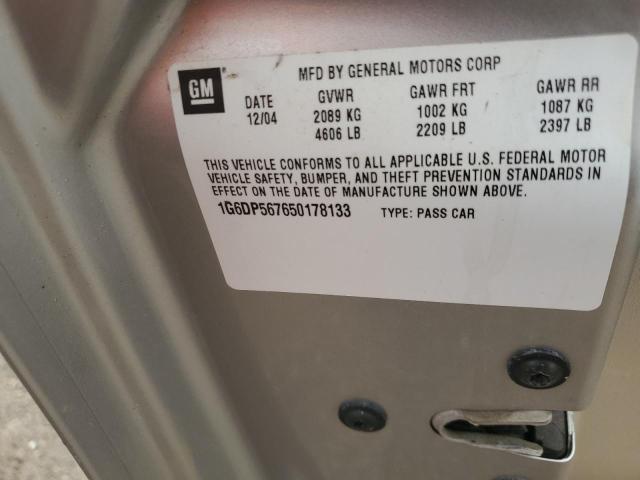 GM
MFD BY GENERAL MOTORS CORP
DATE GVWR GAWR FRT GAWR RR
12/04 2089 KG 1002 KG 1087 KG
4606 LB 2209 LB 2397 LB
THIS VEHICLE CONFORMS TO ALL APPLICABLE U.S. FEDERAL MOTOR
VEHICLE SAFETY, BUMPER, AND THEFT PREVENTION STANDARDS IN
EFFECT ON THE DATE OF MANUFACTURE SHOWN ABOVE.
1G6DP567650178133 TYPE: PASS CAR